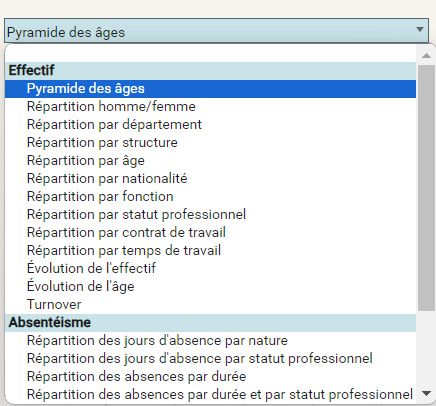 Pyramide des âges
Effectif
Pyramide des âges
Répartition homme/femme
Répartition par département
Répartition par structure
Répartition par âge
Répartition par nationalité
Répartition par fonction
Répartition par statut professionnel
Répartition par contrat de travail
Répartition par temps de travail
Évolution de l'effectif
Évolution de l'âge
Turnover
Absentéisme
Répartition des jours d'absence par nature
Répartition des jours d'absence par statut professionnel
Répartition des absences par durée
Répartition des absences par durée et par statut professionnel